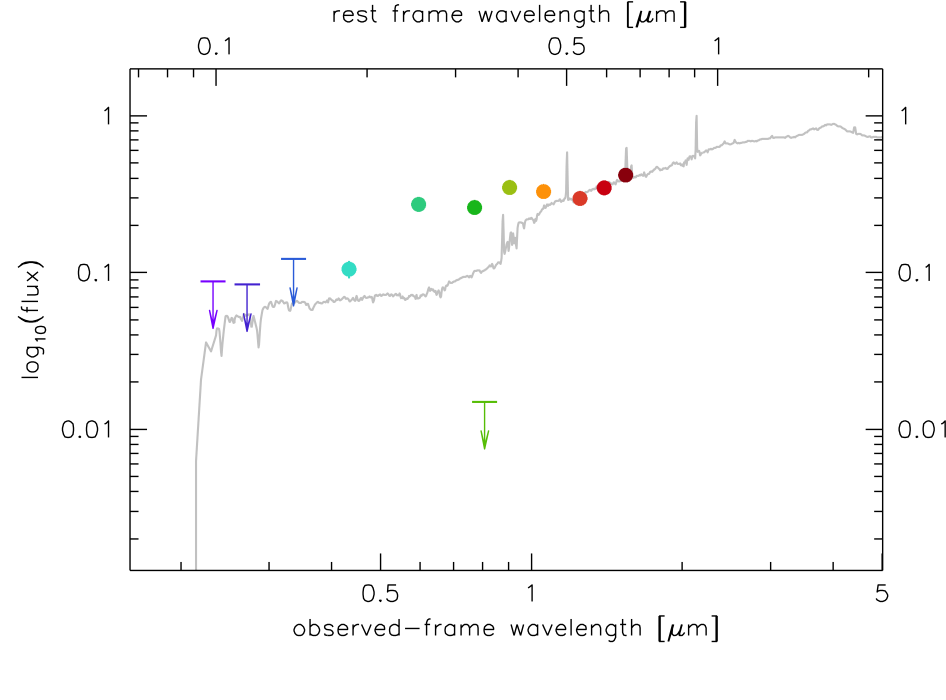 rest frame wavelength [μm]
0.1 0.5 1
1 1
0.1 0.1
0.01 0.01
log10(flux)
0.5 1 5
observed-frame wavelength [μm]